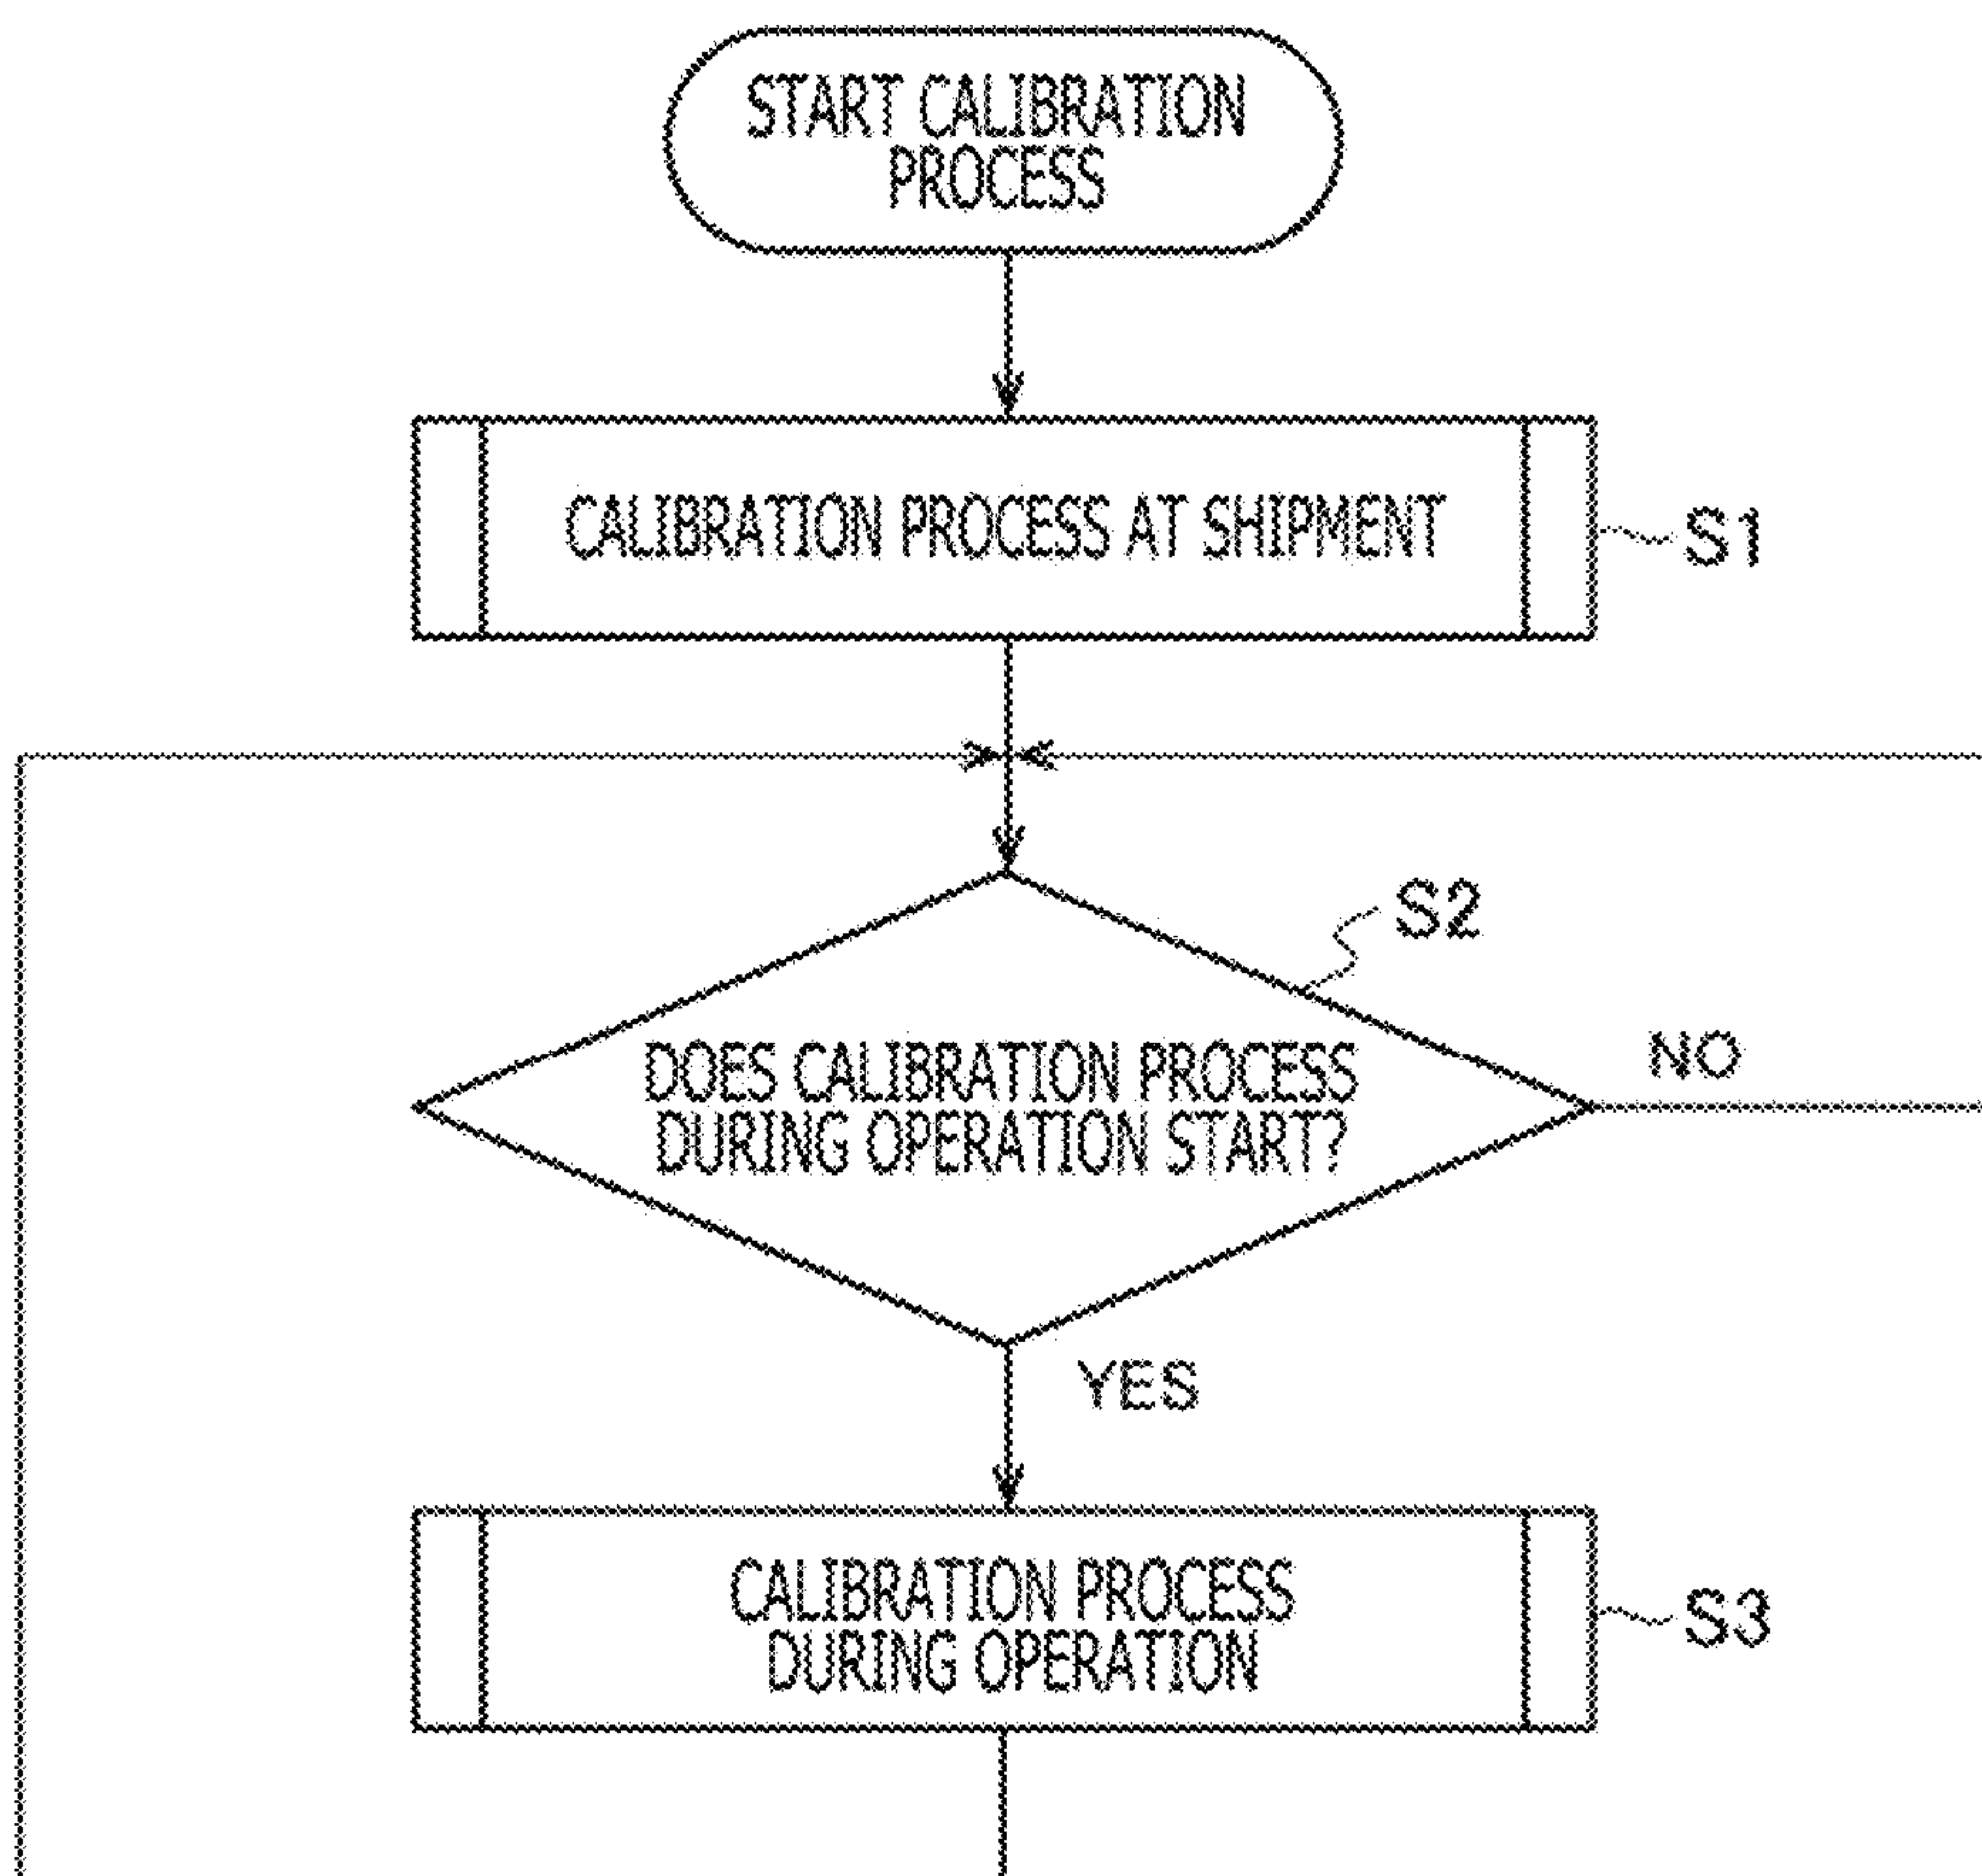 START CALIBRATION
PROCESS
CALIBRATION PROCESS AT SHIPMENT
S1
S2
DOES CALIBRATION PROCESS
DURING OPERATION START?
NO
YES
CALIBRATION PROCESS
DURING OPERATION
S3